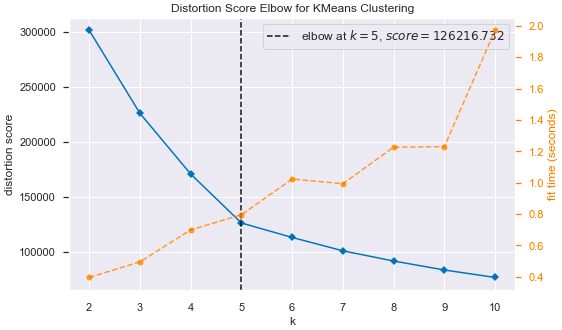 Distortion Score Elbow for KMeans Clustering
elbow at k = 5, score = 126216.732
distortion score
300000
250000
200000
150000
100000
2 3 4 5 6 7 8 9 10
k
2.0
1.8
1.6
1.4
1.2
1.0
0.8
0.6
0.4
fit time (seconds)